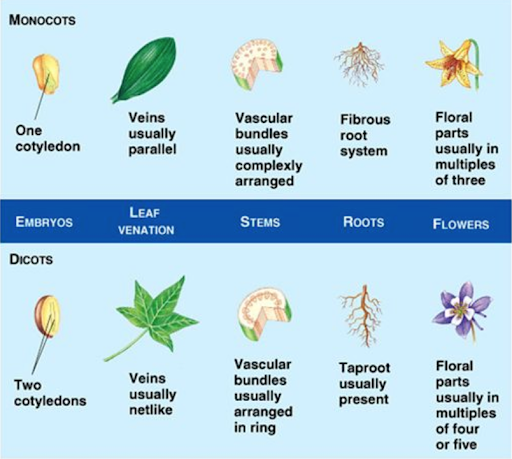 MONOCOTS
One
cotyledon
Veins
usually
parallel
Vascular
bundles
usually
complexly
arranged
Fibrous
root
system
Floral
parts
usually in
multiples
of three
EMBRYOS
LEAF
VENATION
STEMS
ROOTS
FLOWERS
DICOTS
Two
cotyledons
Veins
usually
netlike
Vascular
bundles
usually
arranged
in ring
Taproot
usually
present
Floral
parts
usually in
multiples
of four
or five